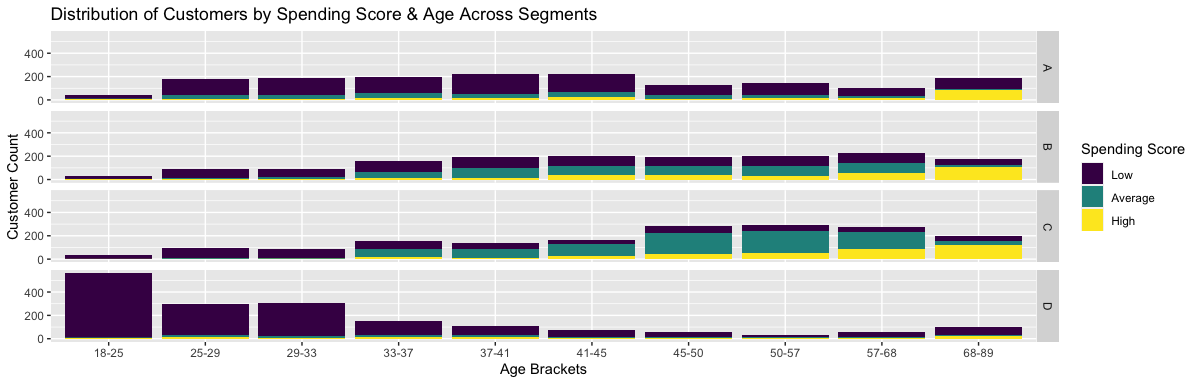 Distribution of Customers by Spending Score & Age Across Segments
Customer Count
400
200
0
A
400
200
0
B
400
200
0
C
400
200
0
D
18-25 25-29 29-33 33-37 37-41 41-45 45-50 50-57 57-68 68-89
Age Brackets
Spending Score
Low
Average
High